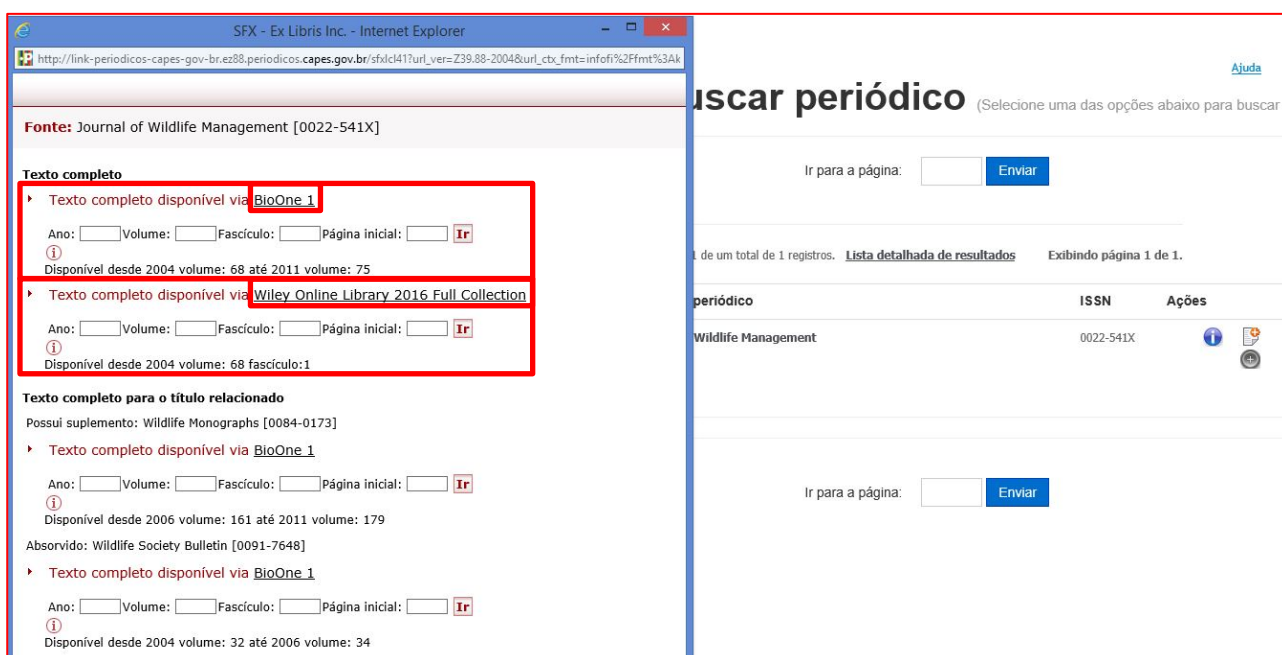 SFX - Ex Libris Inc. - Internet Explorer
http://link-periodicos-capes-gov-br.ez88.periodicos.capes.gov.br/sfxlcl41?url_ver=Z39.88-2004&url_ctx_fmt=infofi%2Ffmt%3Ak
Fonte: Journal of Wildlife Management [0022-541X]
Texto completo
Texto completo disponível via BioOne 1
Ano: Volume: Fascículo: Página inicial: Ir
Disponível desde 2004 volume: 68 até 2011 volume: 75
Texto completo disponível via Wiley Online Library 2016 Full Collection
Ano: Volume: Fascículo: Página inicial: Ir
Disponível desde 2004 volume: 68 fascículo:1
Texto completo para o título relacionado
Possui suplemento: Wildlife Monographs [0084-0173]
Texto completo disponível via BioOne 1
Ano: Volume: Fascículo: Página inicial: Ir
Disponível desde 2006 volume: 161 até 2011 volume: 179
Absorvido: Wildlife Society Bulletin [0091-7648]
Texto completo disponível via BioOne 1
Ano: Volume: Fascículo: Página inicial: Ir
Disponível desde 2004 volume: 32 até 2006 volume: 34
Ajuda
uscar periódico (Selecione uma das opções abaixo para buscar
Ir para a página: Enviar
1 de um total de 1 registros. Lista detalhada de resultados Exibindo página 1 de 1.
periódico ISSN Ações
Wildlife Management 0022-541X
Ir para a página: Enviar